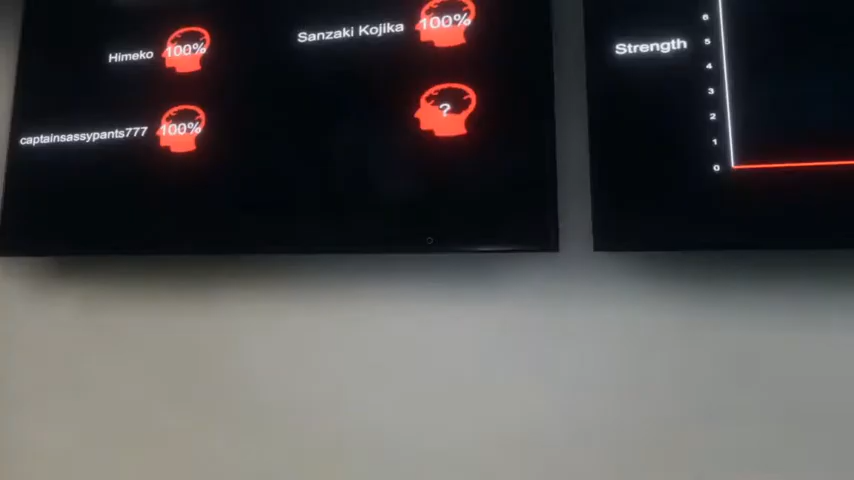 Himeko 100%
Sanzaki Kojika 100%
captainsassypants777 100%
?
Strength
6
5
4
3
2
1
0